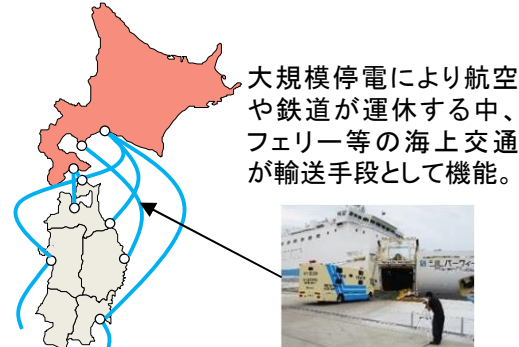 大規模停電により航空
や鉄道が運休する中、
フェリー等の海上交通
が輸送手段として機能。